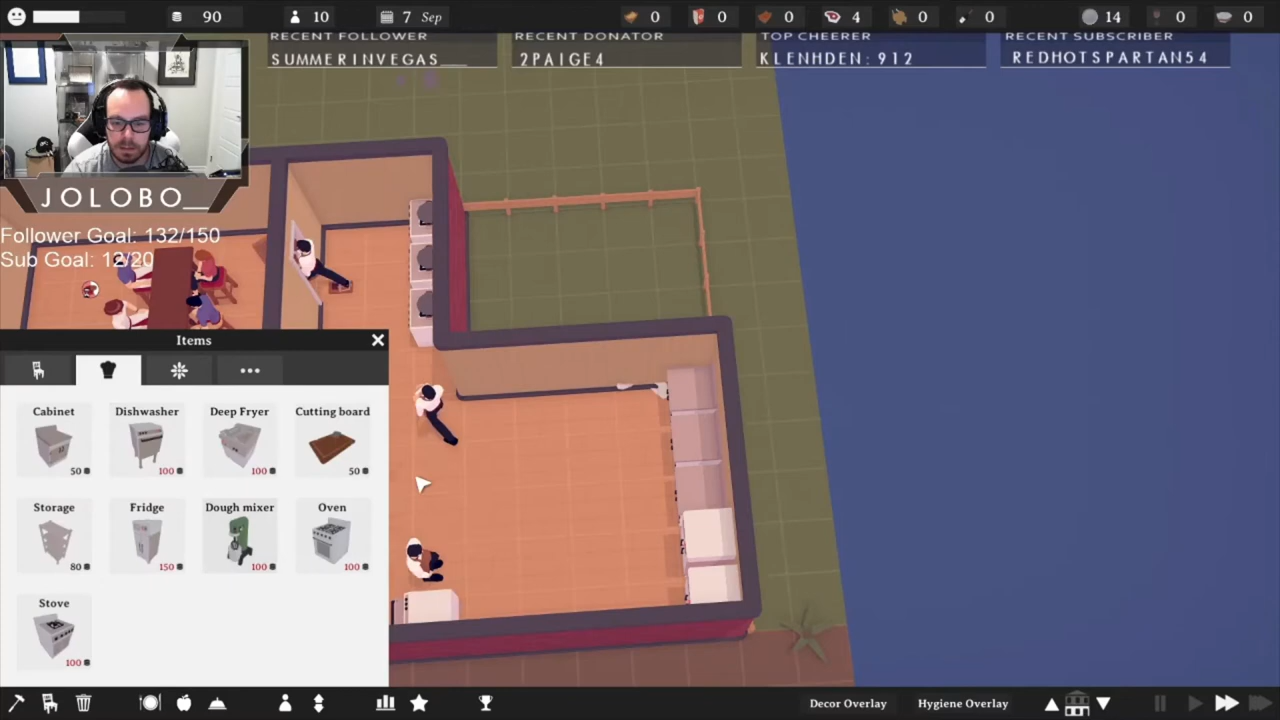 90
10
7 Sep
0
0
0
4
0
0
14
0
0
RECENT FOLLOWER
SUMMERINVEGAS__
RECENT DONATOR
2PAIGE4
TOP CHEERER
KLENHDEN: 912
RECENT SUBSCRIBER
REDHOTSPARTAN54
JOLOBO__
Follower Goal: 132/150
Sub Goal: 12/20
Items
Cabinet
50
Dishwasher
100
Deep Fryer
100
Cutting board
50
Storage
80
Fridge
150
Dough mixer
100
Oven
100
Stove
100
Decor Overlay
Hygiene Overlay